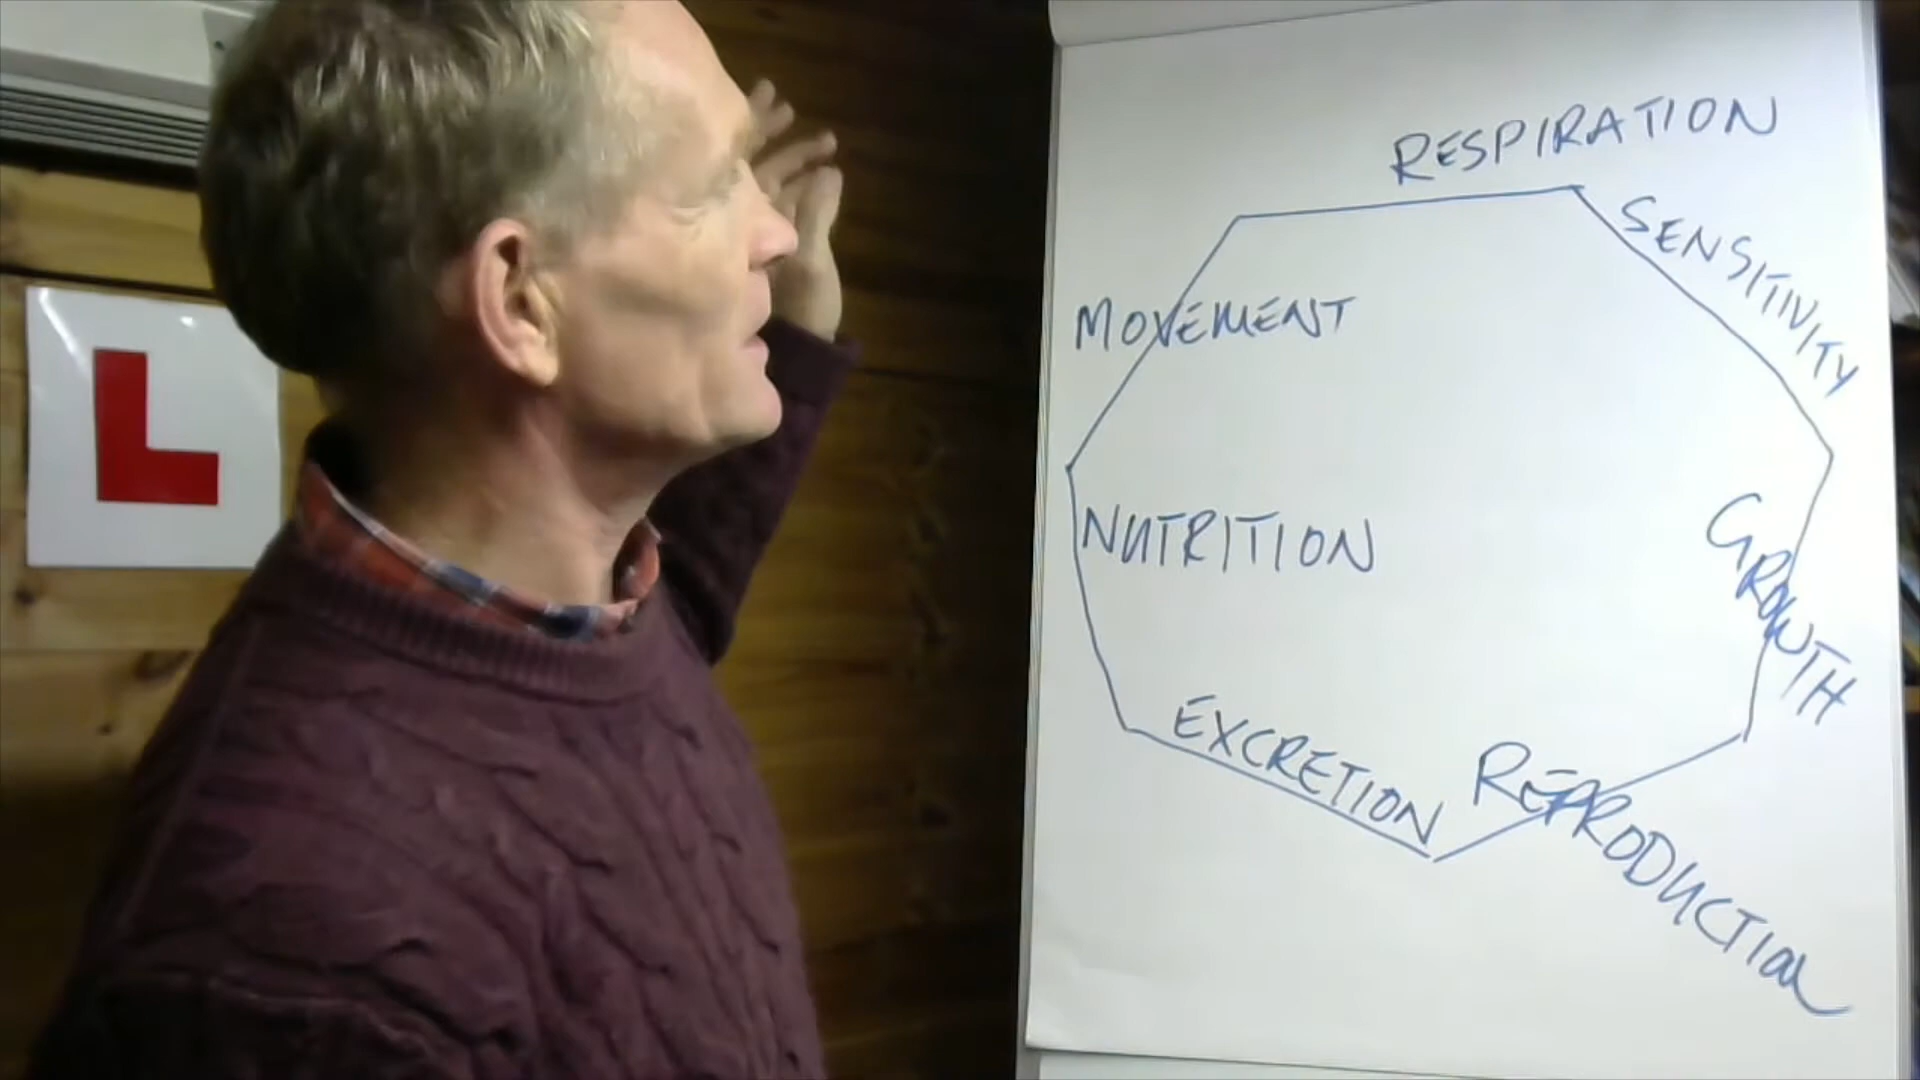 L
RESPIRATION
SENSITIVITY
MOVEMENT
NUTRITION
GROWTH
EXCRETION
REPRODUCTION